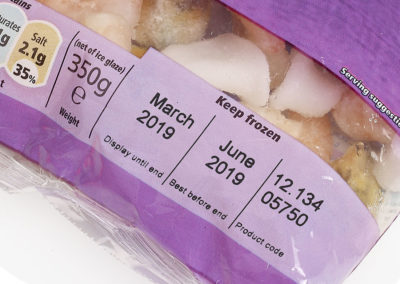 urates
Salt
2.1g
35%
(net of ice glaze)
350g
e
Weight
Keep frozen
March
2019
Display until end
June
2019
Best before end
12.134
05750
Product code
Serving suggestion